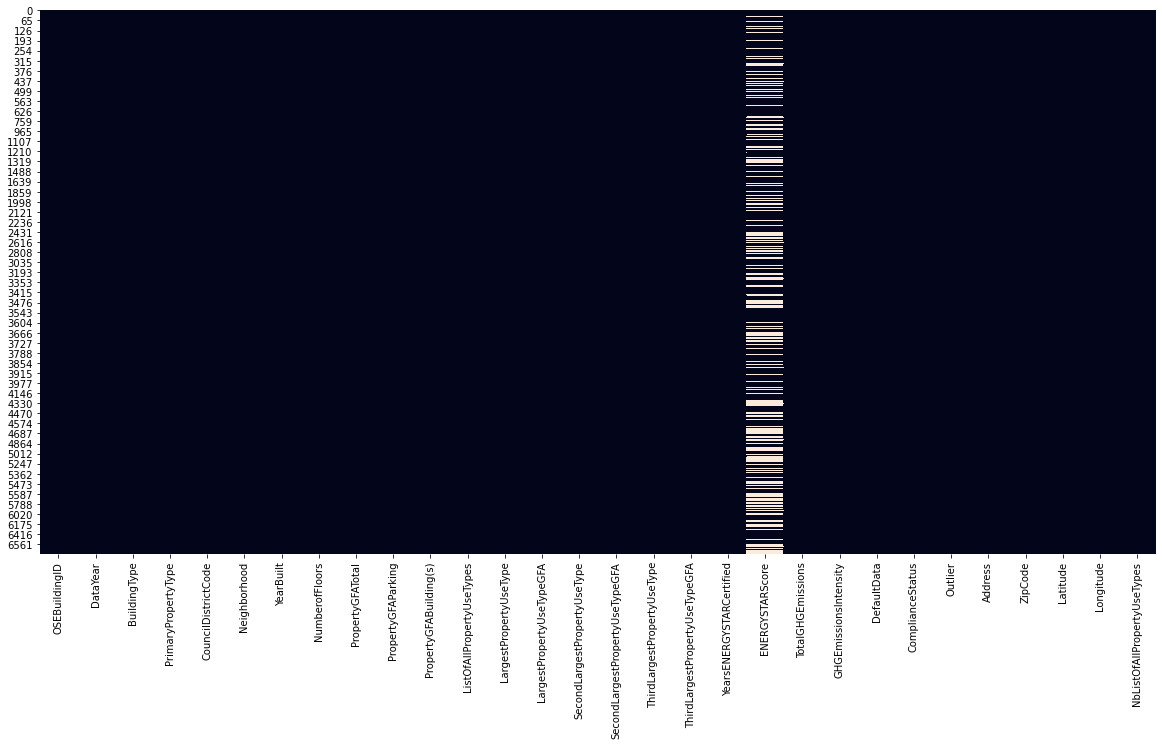 0
65
126
193
254
315
376
437
499
563
626
759
965
1107
1210
1319
1488
1639
1859
1998
2121
2236
2431
2616
2808
3035
3193
3353
3415
3476
3543
3604
3666
3727
3788
3854
3915
3977
4146
4330
4470
4574
4687
4864
5012
5247
5362
5473
5587
5788
6020
6175
6416
6561
OSEBuildingID
DataYear
BuildingType
PrimaryPropertyType
CouncilDistrictCode
Neighborhood
YearBuilt
NumberofFloors
PropertyGFATotal
PropertyGFAParking
PropertyGFABuilding(s)
ListOfAllPropertyUseTypes
LargestPropertyUseType
LargestPropertyUseTypeGFA
SecondLargestPropertyUseType
SecondLargestPropertyUseTypeGFA
ThirdLargestPropertyUseType
ThirdLargestPropertyUseTypeGFA
YearsENERGYSTARCertified
ENERGYSTARScore
TotalGHGEmissions
GHGEmissionsIntensity
DefaultData
ComplianceStatus
Outlier
Address
ZipCode
Latitude
Longitude
NbListOfAllPropertyUseTypes